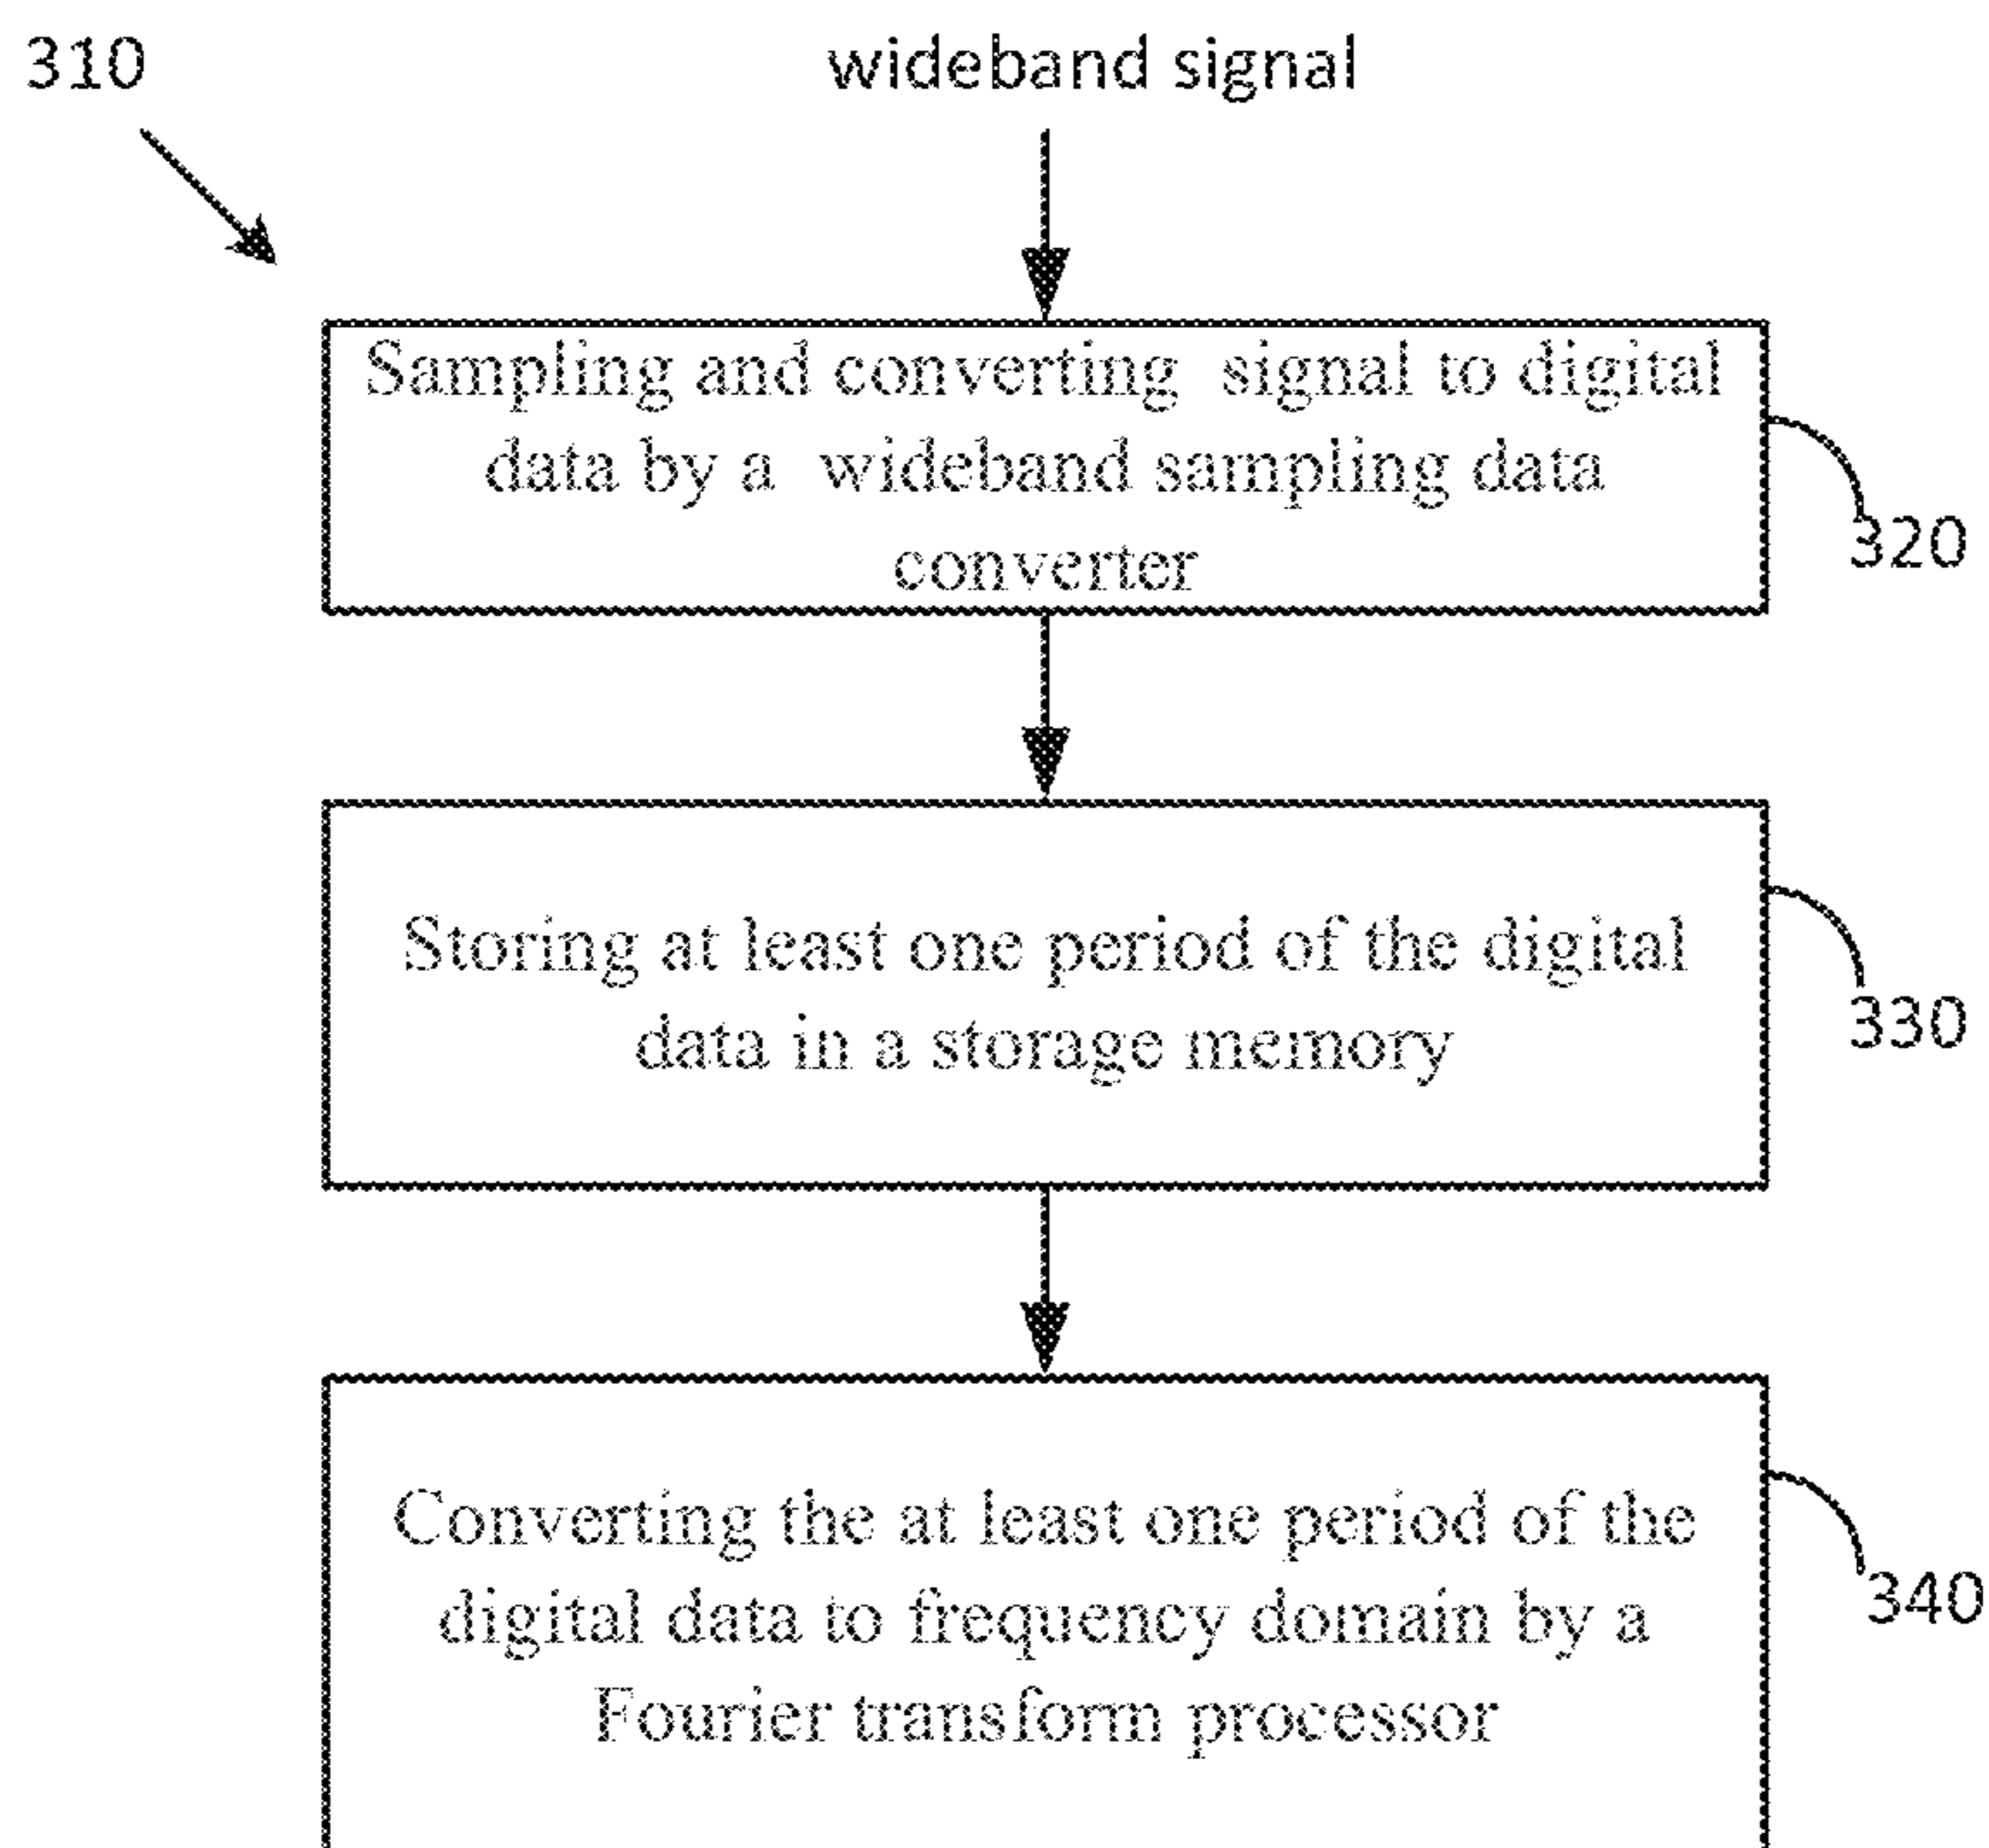 310
wideband signal
Sampling and converting signal to digital
data by a wideband sampling data
converter
320
Storing at least one period of the digital
data in a storage memory
330
Converting the at least one period of the
digital data to frequency domain by a
Fourier transform processor
340